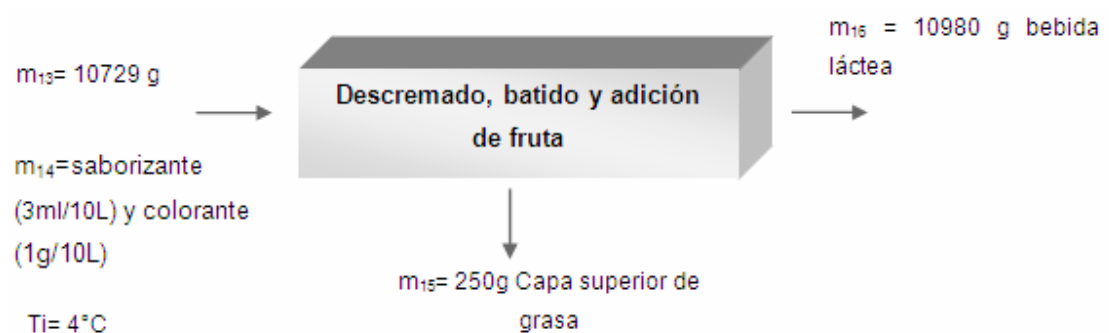 m₁₃= 10729 g
m₁₄=saborizante
(3ml/10L) y colorante
(1g/10L)
Ti= 4°C
Descremado, batido y adición
de fruta
m₁₅= 250g Capa superior de
grasa
m₁₆ = 10980 g bebida
láctea